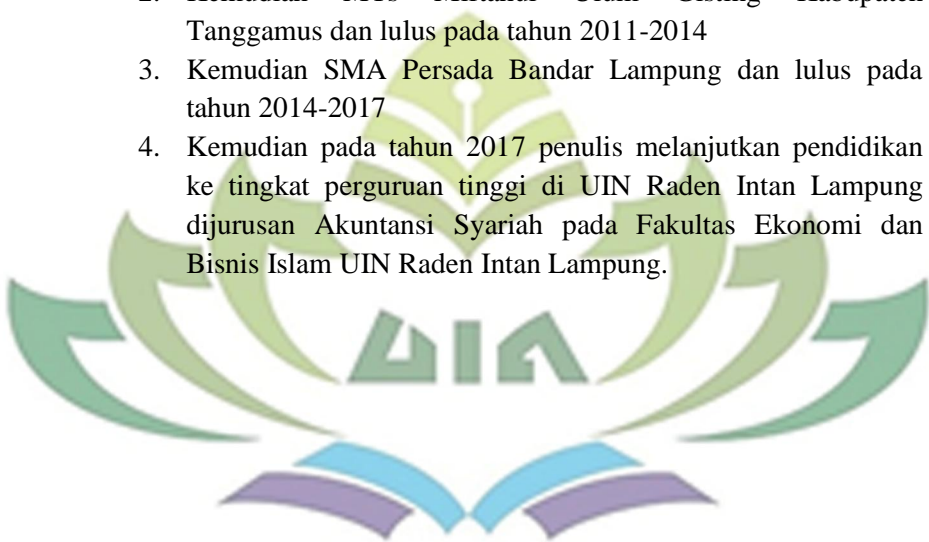 Tanggamus dan lulus pada tahun 2011-2014
3. Kemudian SMA Persada Bandar Lampung dan lulus pada
tahun 2014-2017
4. Kemudian pada tahun 2017 penulis melanjutkan pendidikan
ke tingkat perguruan tinggi di UIN Raden Intan Lampung
dijurusan Akuntansi Syariah pada Fakultas Ekonomi dan
Bisnis Islam UIN Raden Intan Lampung.
UIN